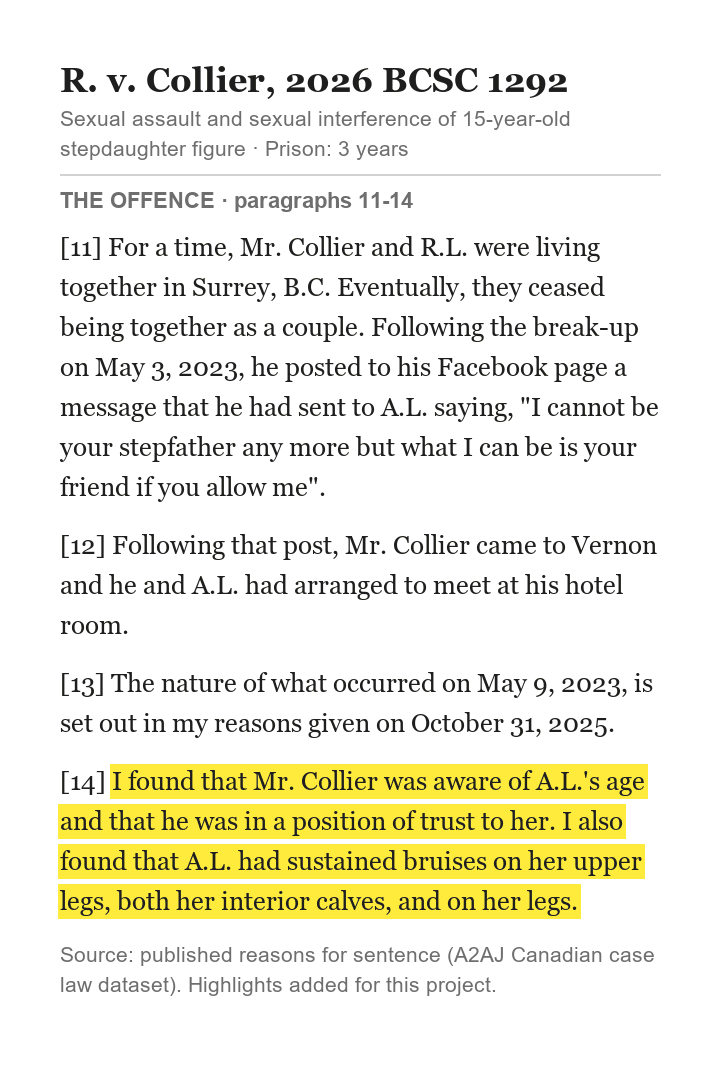 R. v. Collier, 2026 BCSC 1292
Sexual assault and sexual interference of 15-year-old
stepdaughter figure · Prison: 3 years
THE OFFENCE · paragraphs 11-14
[11] For a time, Mr. Collier and R.L. were living
together in Surrey, B.C. Eventually, they ceased
being together as a couple. Following the break-up
on May 3, 2023, he posted to his Facebook page a
message that he had sent to A.L. saying, "I cannot be
your stepfather any more but what I can be is your
friend if you allow me".
[12] Following that post, Mr. Collier came to Vernon
and he and A.L. had arranged to meet at his hotel
room.
[13] The nature of what occurred on May 9, 2023, is
set out in my reasons given on October 31, 2025.
[14] I found that Mr. Collier was aware of A.L.'s age
and that he was in a position of trust to her. I also
found that A.L. had sustained bruises on her upper
legs, both her interior calves, and on her legs.
Source: published reasons for sentence (A2AJ Canadian case
law dataset). Highlights added for this project.